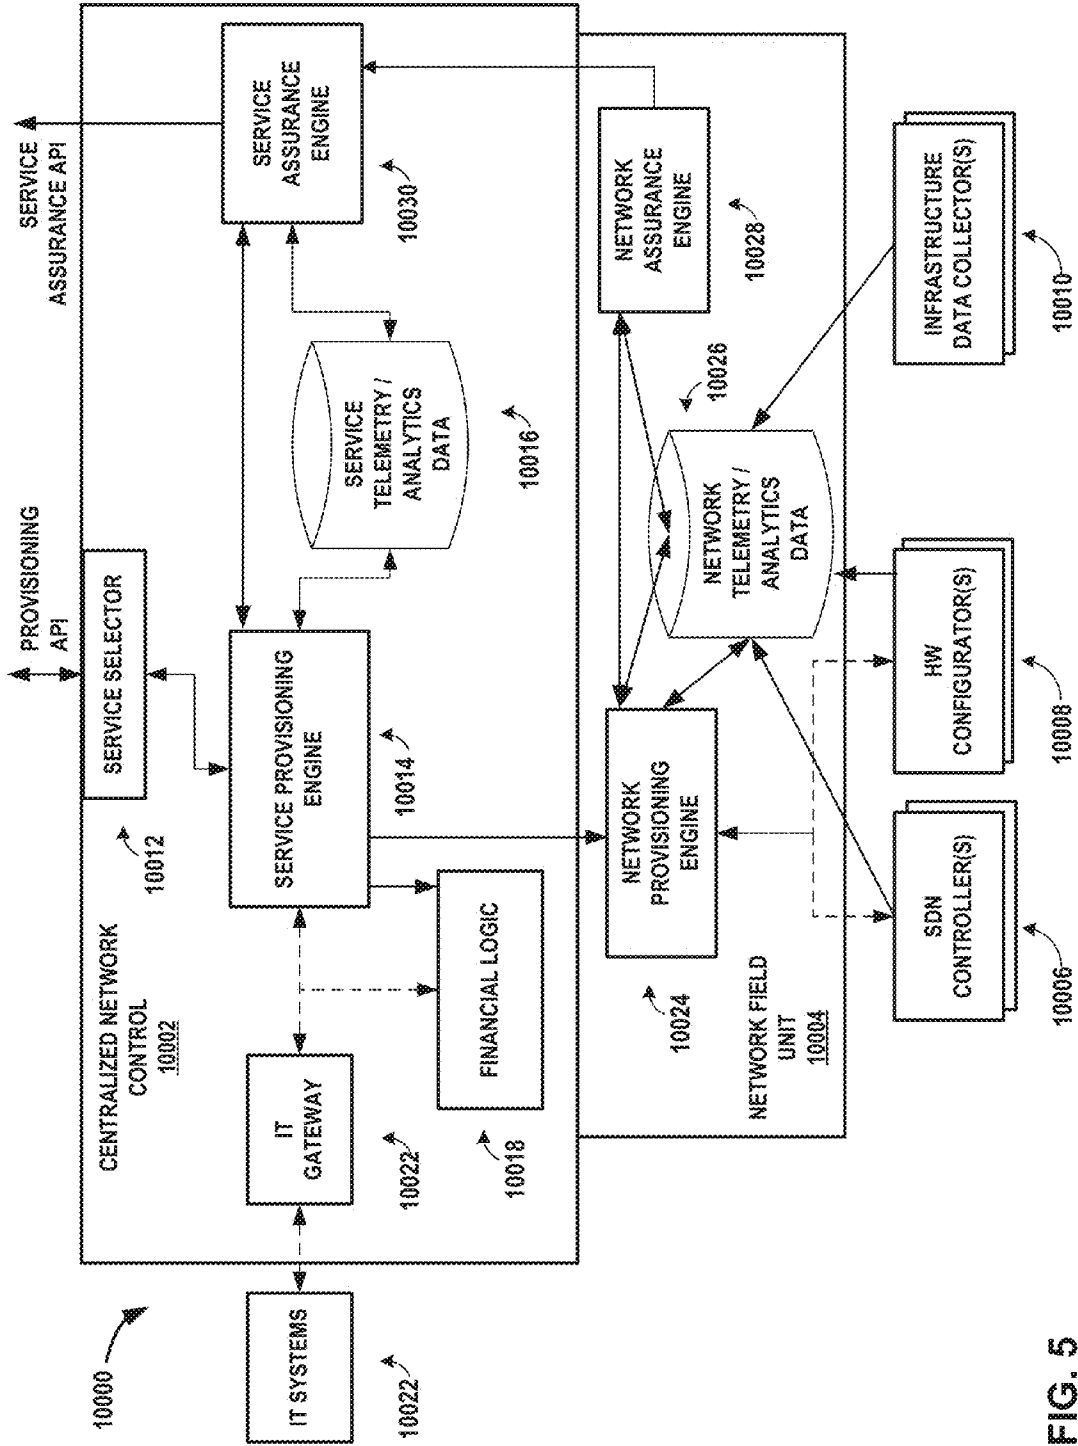 10000
PROVISIONING
API
SERVICE
ASSURANCE API
CENTRALIZED NETWORK
CONTROL
10002
10012
SERVICE SELECTOR
IT SYSTEMS
10022
IT
GATEWAY
10022
SERVICE PROVISIONING
ENGINE
10014
SERVICE
TELEMETRY /
ANALYTICS
DATA
10016
SERVICE
ASSURANCE
ENGINE
10030
FINANCIAL LOGIC
10018
NETWORK FIELD
UNIT 10004
NETWORK
PROVISIONING
ENGINE
10024
NETWORK
TELEMETRY /
ANALYTICS
DATA
10026
NETWORK
ASSURANCE
ENGINE
10028
SDN
CONTROLLER(S)
10006
HW
CONFIGURATOR(S)
10008
INFRASTRUCTURE
DATA COLLECTOR(S)
10010
FIG. 5